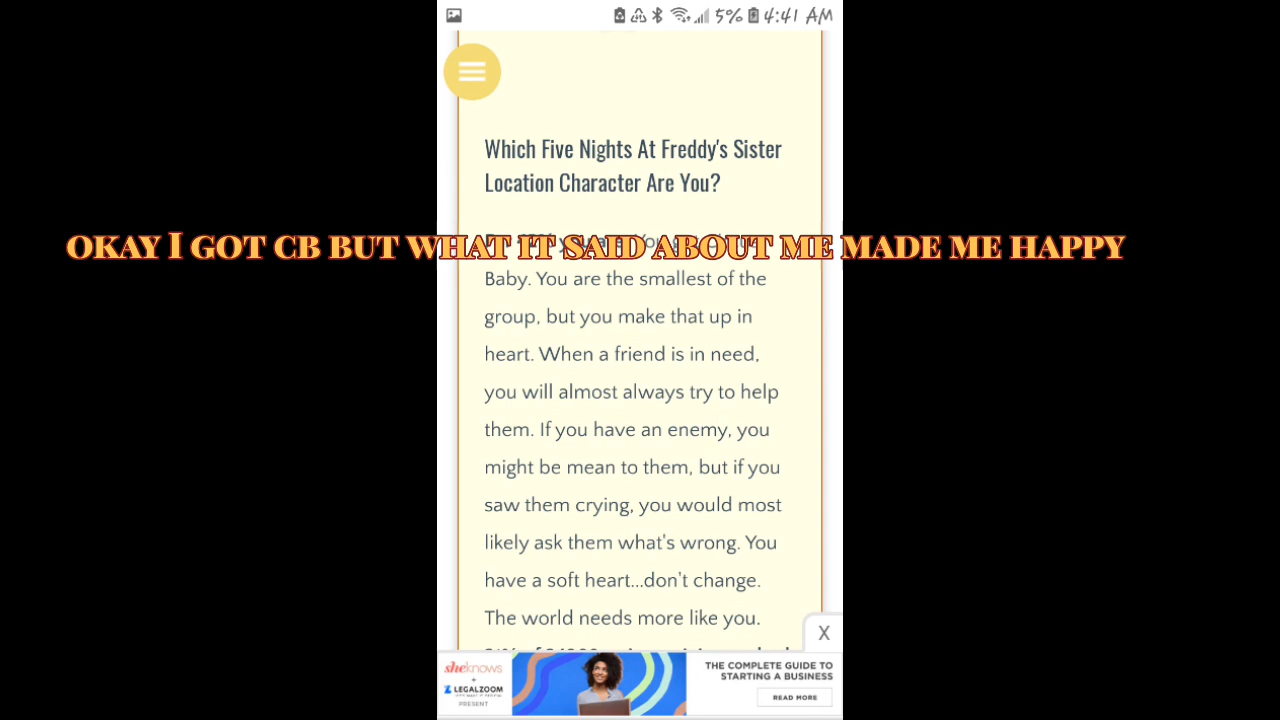 5% 4:41 AM
Which Five Nights At Freddy's Sister
Location Character Are You?
OKAY I GOT CB BUT WHAT IT SAID ABOUT ME MADE ME HAPPY
Baby. You are the smallest of the
group, but you make that up in
heart. When a friend is in need,
you will almost always try to help
them. If you have an enemy, you
might be mean to them, but if you
saw them crying, you would most
likely ask them what's wrong. You
have a soft heart...don't change.
The world needs more like you.
X
sheknows
+
LEGALZOOM
PRESENT
THE COMPLETE GUIDE TO
STARTING A BUSINESS
READ MORE